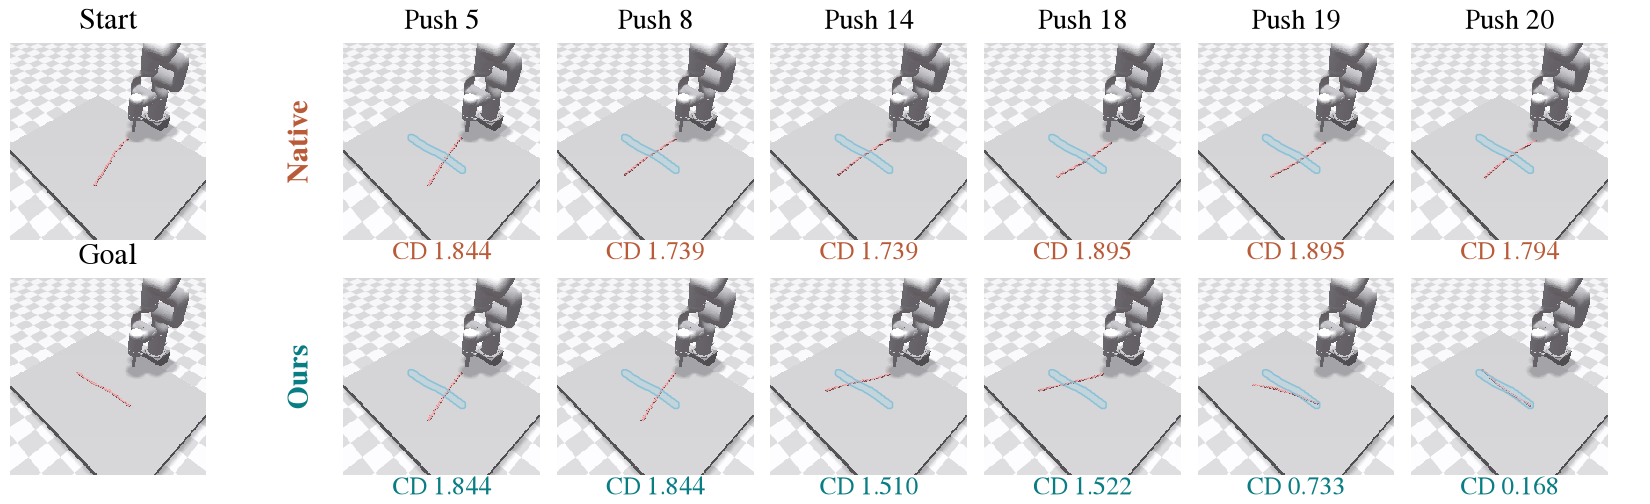 Start
Push 5
Push 8
Push 14
Push 18
Push 19
Push 20
Native
CD 1.844
CD 1.739
CD 1.739
CD 1.895
CD 1.895
CD 1.794
Goal
Ours
CD 1.844
CD 1.844
CD 1.510
CD 1.522
CD 0.733
CD 0.168